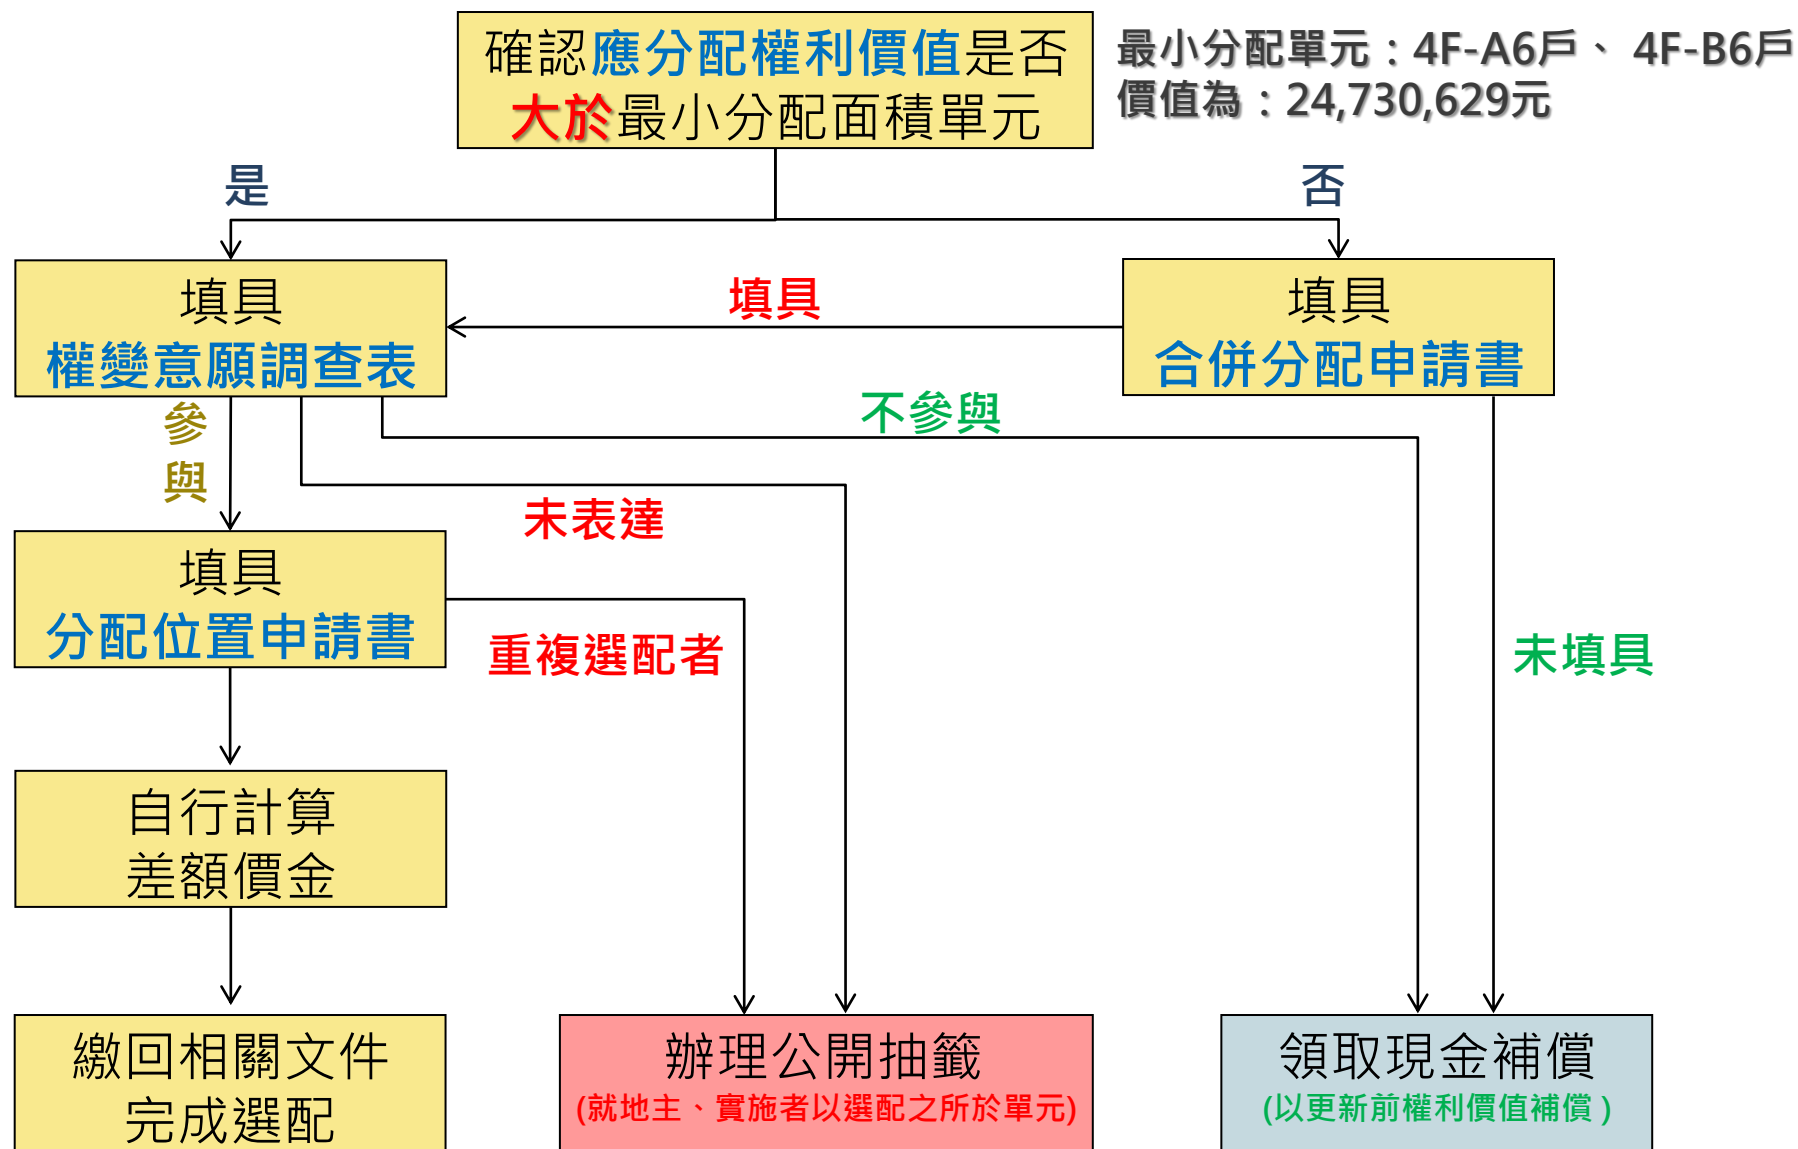 確認應分配權利價值是否
大於最小分配面積單元
最小分配單元：4F-A6戶、4F-B6戶
價值為：24,730,629元
是
否
填具
權變意願調查表
填具
填具
合併分配申請書
參
與
不參與
未表達
填具
分配位置申請書
重複選配者
未填具
自行計算
差額價金
繳回相關文件
完成選配
辦理公開抽籤
(就地主、實施者以選配之所於單元)
領取現金補償
(以更新前權利價值補償)